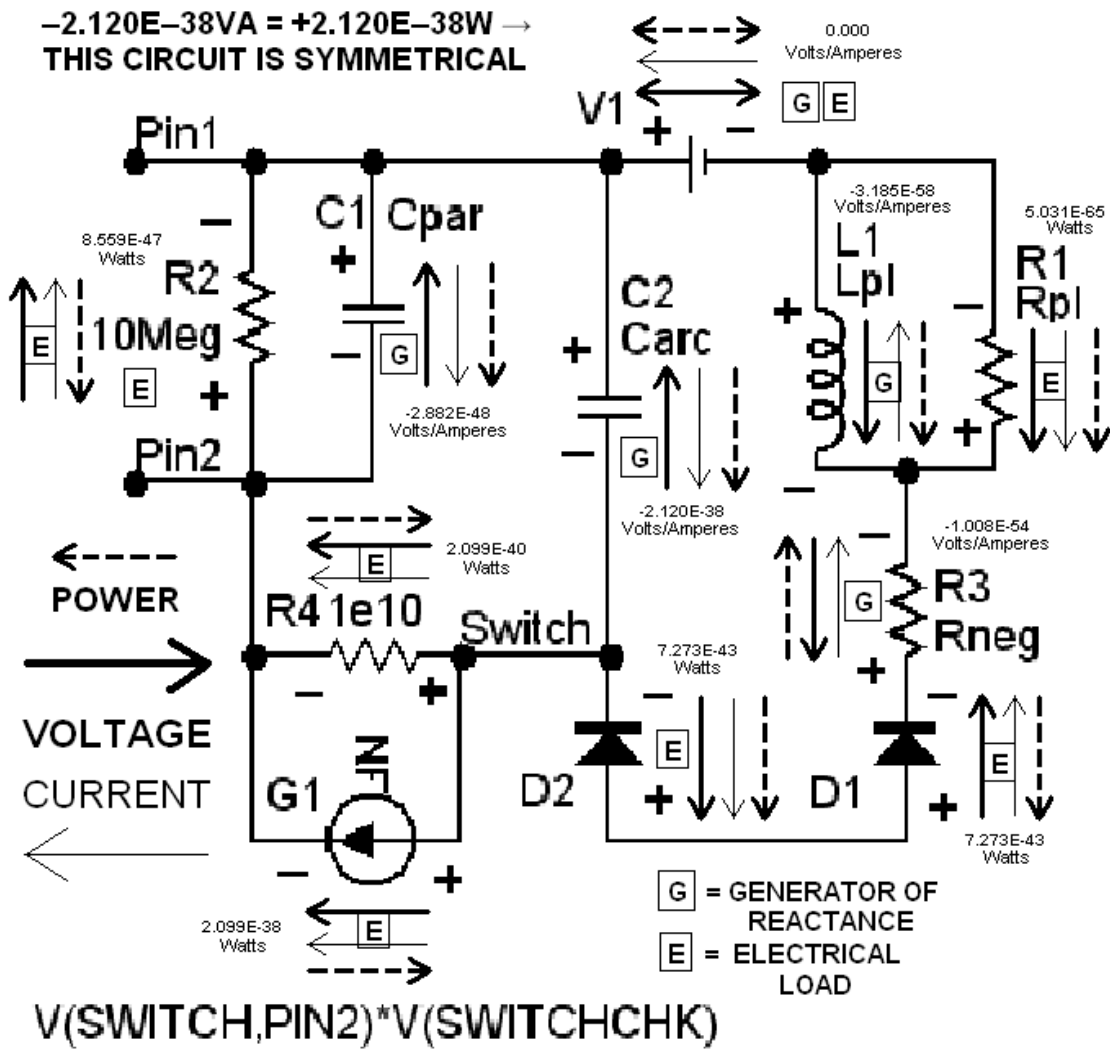 –2.120E–38VA = +2.120E–38W →
THIS CIRCUIT IS SYMMETRICAL
0.000
Volts/Amperes
G E
V1
+ –
Pin1
–
C1
Cpar
+
–
8.559E-47
Watts
R2
10Meg
E
E
+
G
-2.882E-48
Volts/Amperes
Pin2
C2
Carc
+
–
G
-2.120E-38
Volts/Amperes
-3.185E-58
Volts/Amperes
L1
Lpl
+
G
–
5.031E-65
Watts
R1
Rpl
–
E
+
POWER
VOLTAGE
CURRENT
E
2.099E-40
Watts
R4 1e10
– +
Switch
-1.008E-54
Volts/Amperes
–
G
R3
Rneg
+
7.273E-43
Watts
–
E
D2
+
–
D1
+
E
7.273E-43
Watts
NF
G1
– +
2.099E-38
Watts
E
G = GENERATOR OF
REACTANCE
E = ELECTRICAL
LOAD
V(SWITCH,PIN2)*V(SWITCHCHK)